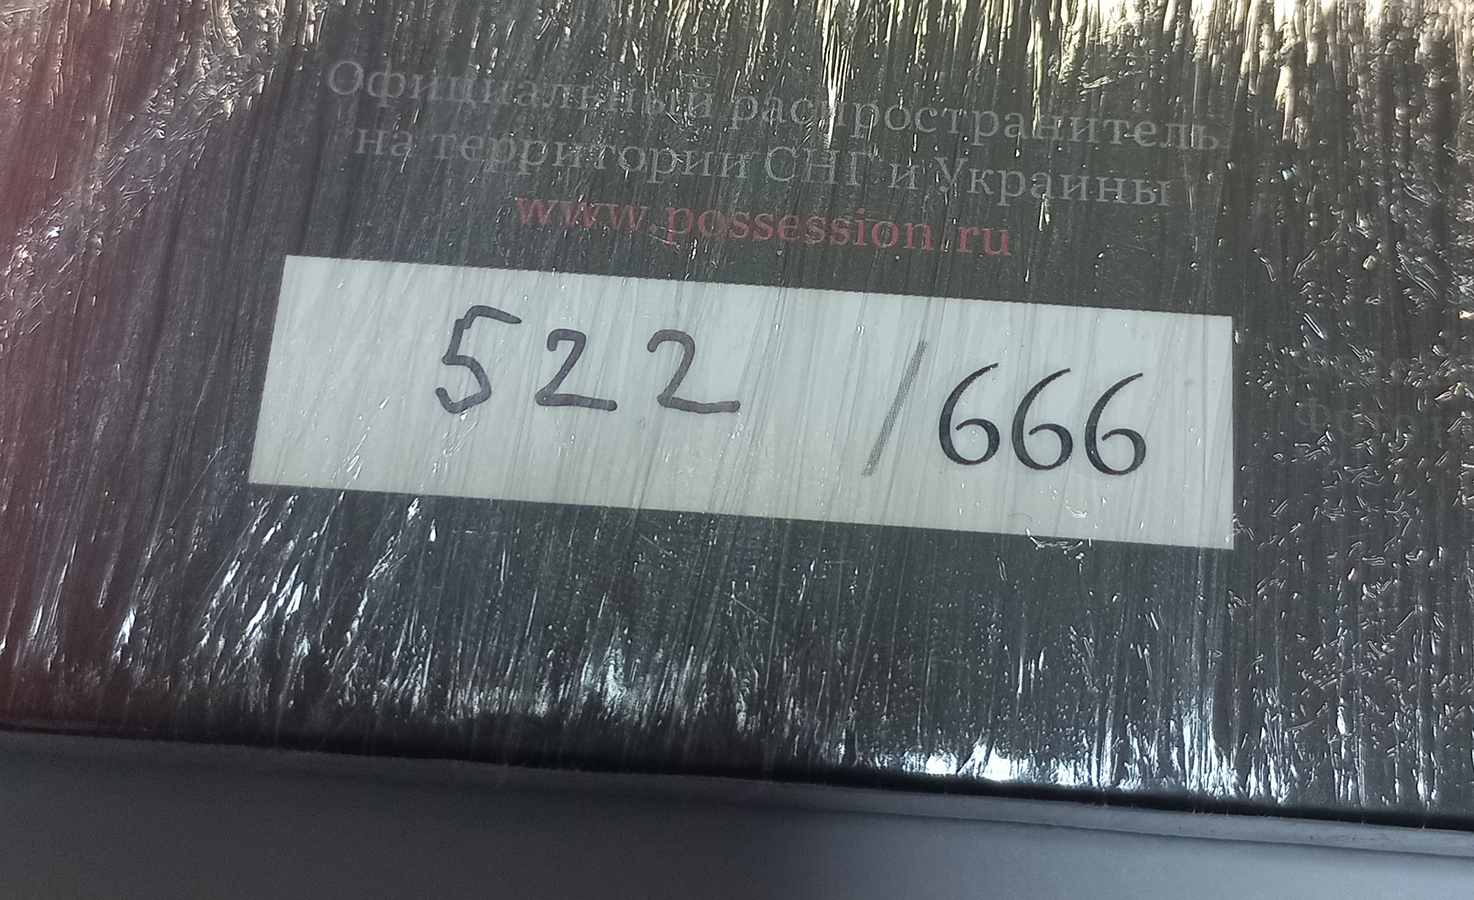 Официальный распространитель
на территории СНГ и Украины
www.possession.ru
522 /666